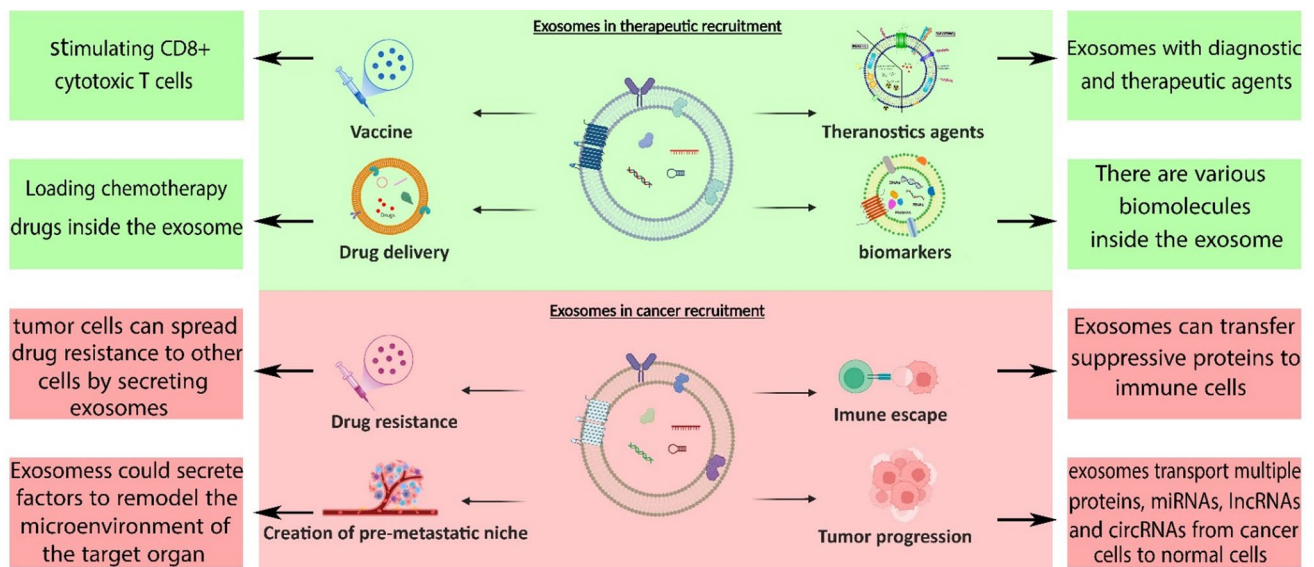 Exosomes in therapeutic recruitment
stimulating CD8+
cytotoxic T cells
Vaccine
Theranostics agents
Exosomes with diagnostic
and therapeutic agents
Loading chemotherapy
drugs inside the exosome
Drugs
Drug delivery
biomarkers
There are various
biomolecules
inside the exosome
Exosomes in cancer recruitment
tumor cells can spread
drug resistance to other
cells by secreting
exosomes
Drug resistance
Imune escape
Exosomes can transfer
suppressive proteins to
immune cells
Exosomess could secrete
factors to remodel the
microenvironment of
the target organ
Creation of pre-metastatic niche
Tumor progression
exosomes transport multiple
proteins, miRNAs, lncRNAs
and circRNAs from cancer
cells to normal cells